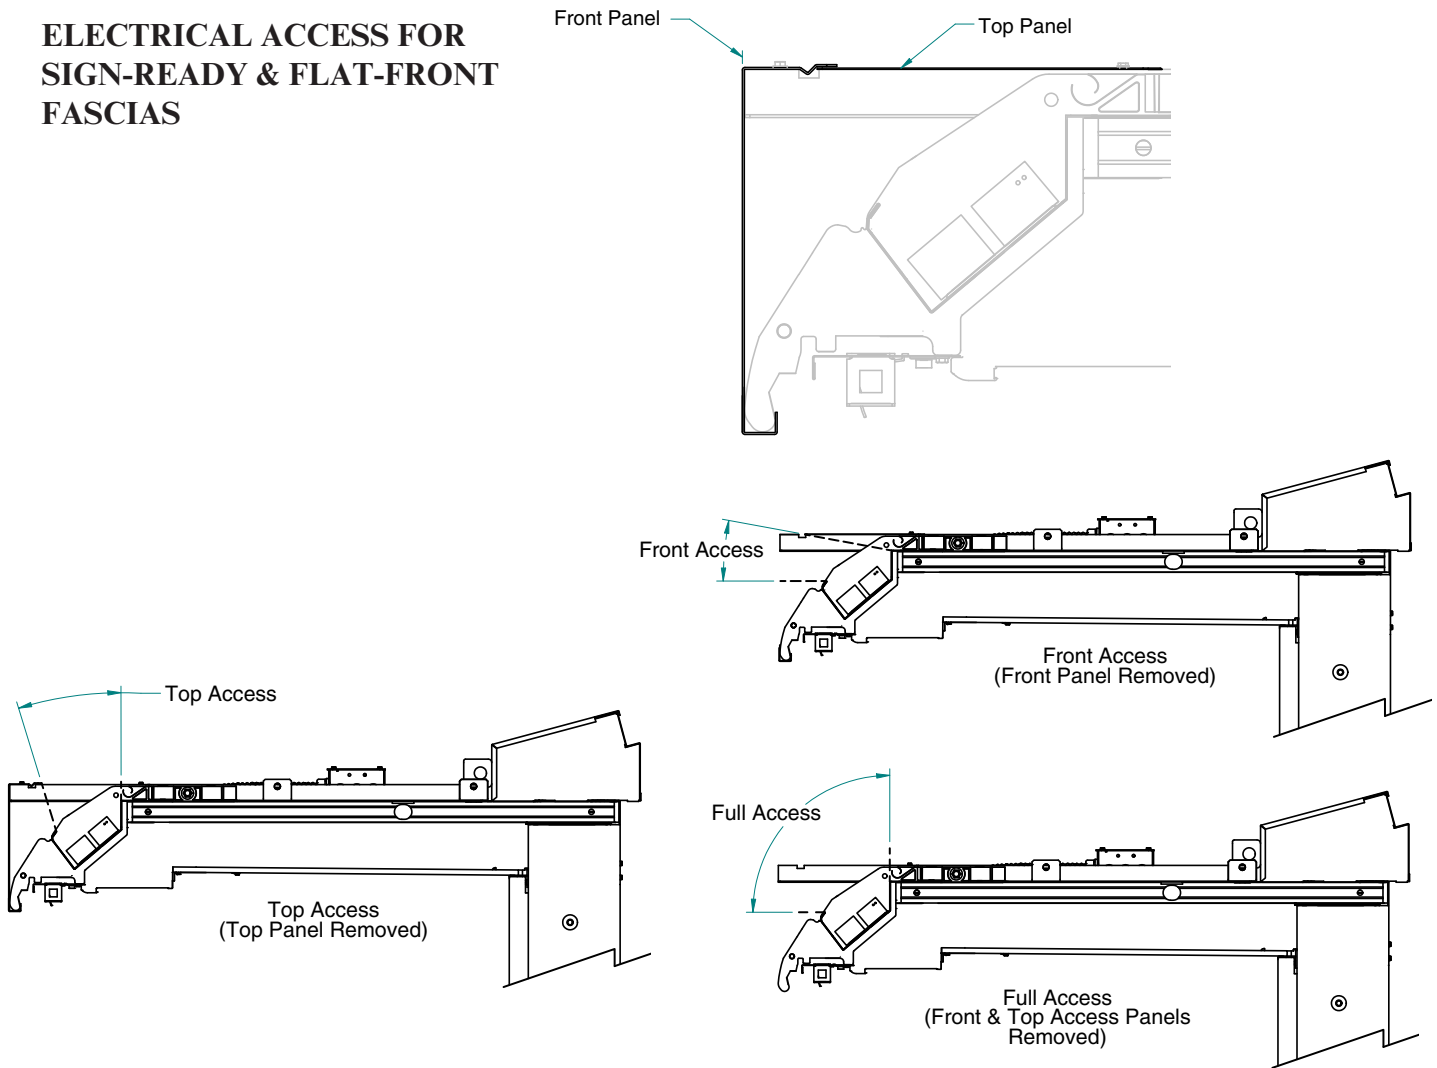 ELECTRICAL ACCESS FOR
SIGN-READY & FLAT-FRONT
FASCIAS
Front Panel
Top Panel
Front Access
Front Access
(Front Panel Removed)
Top Access
Top Access
(Top Panel Removed)
Full Access
Full Access
(Front & Top Access Panels
Removed)